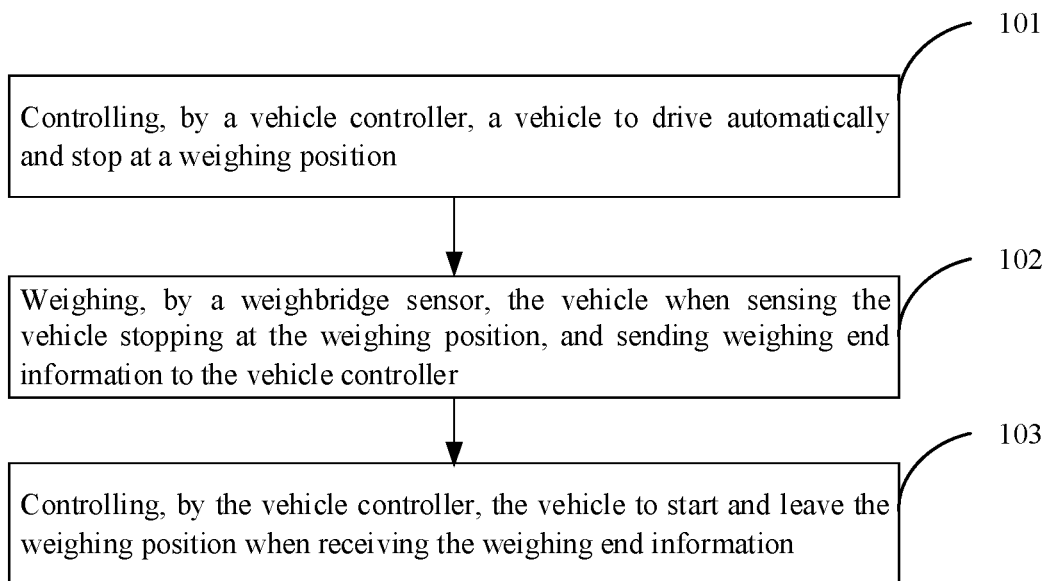 101
Controlling, by a vehicle controller, a vehicle to drive automatically
and stop at a weighing position
102
Weighing, by a weighbridge sensor, the vehicle when sensing the
vehicle stopping at the weighing position, and sending weighing end
information to the vehicle controller
103
Controlling, by the vehicle controller, the vehicle to start and leave the
weighing position when receiving the weighing end information